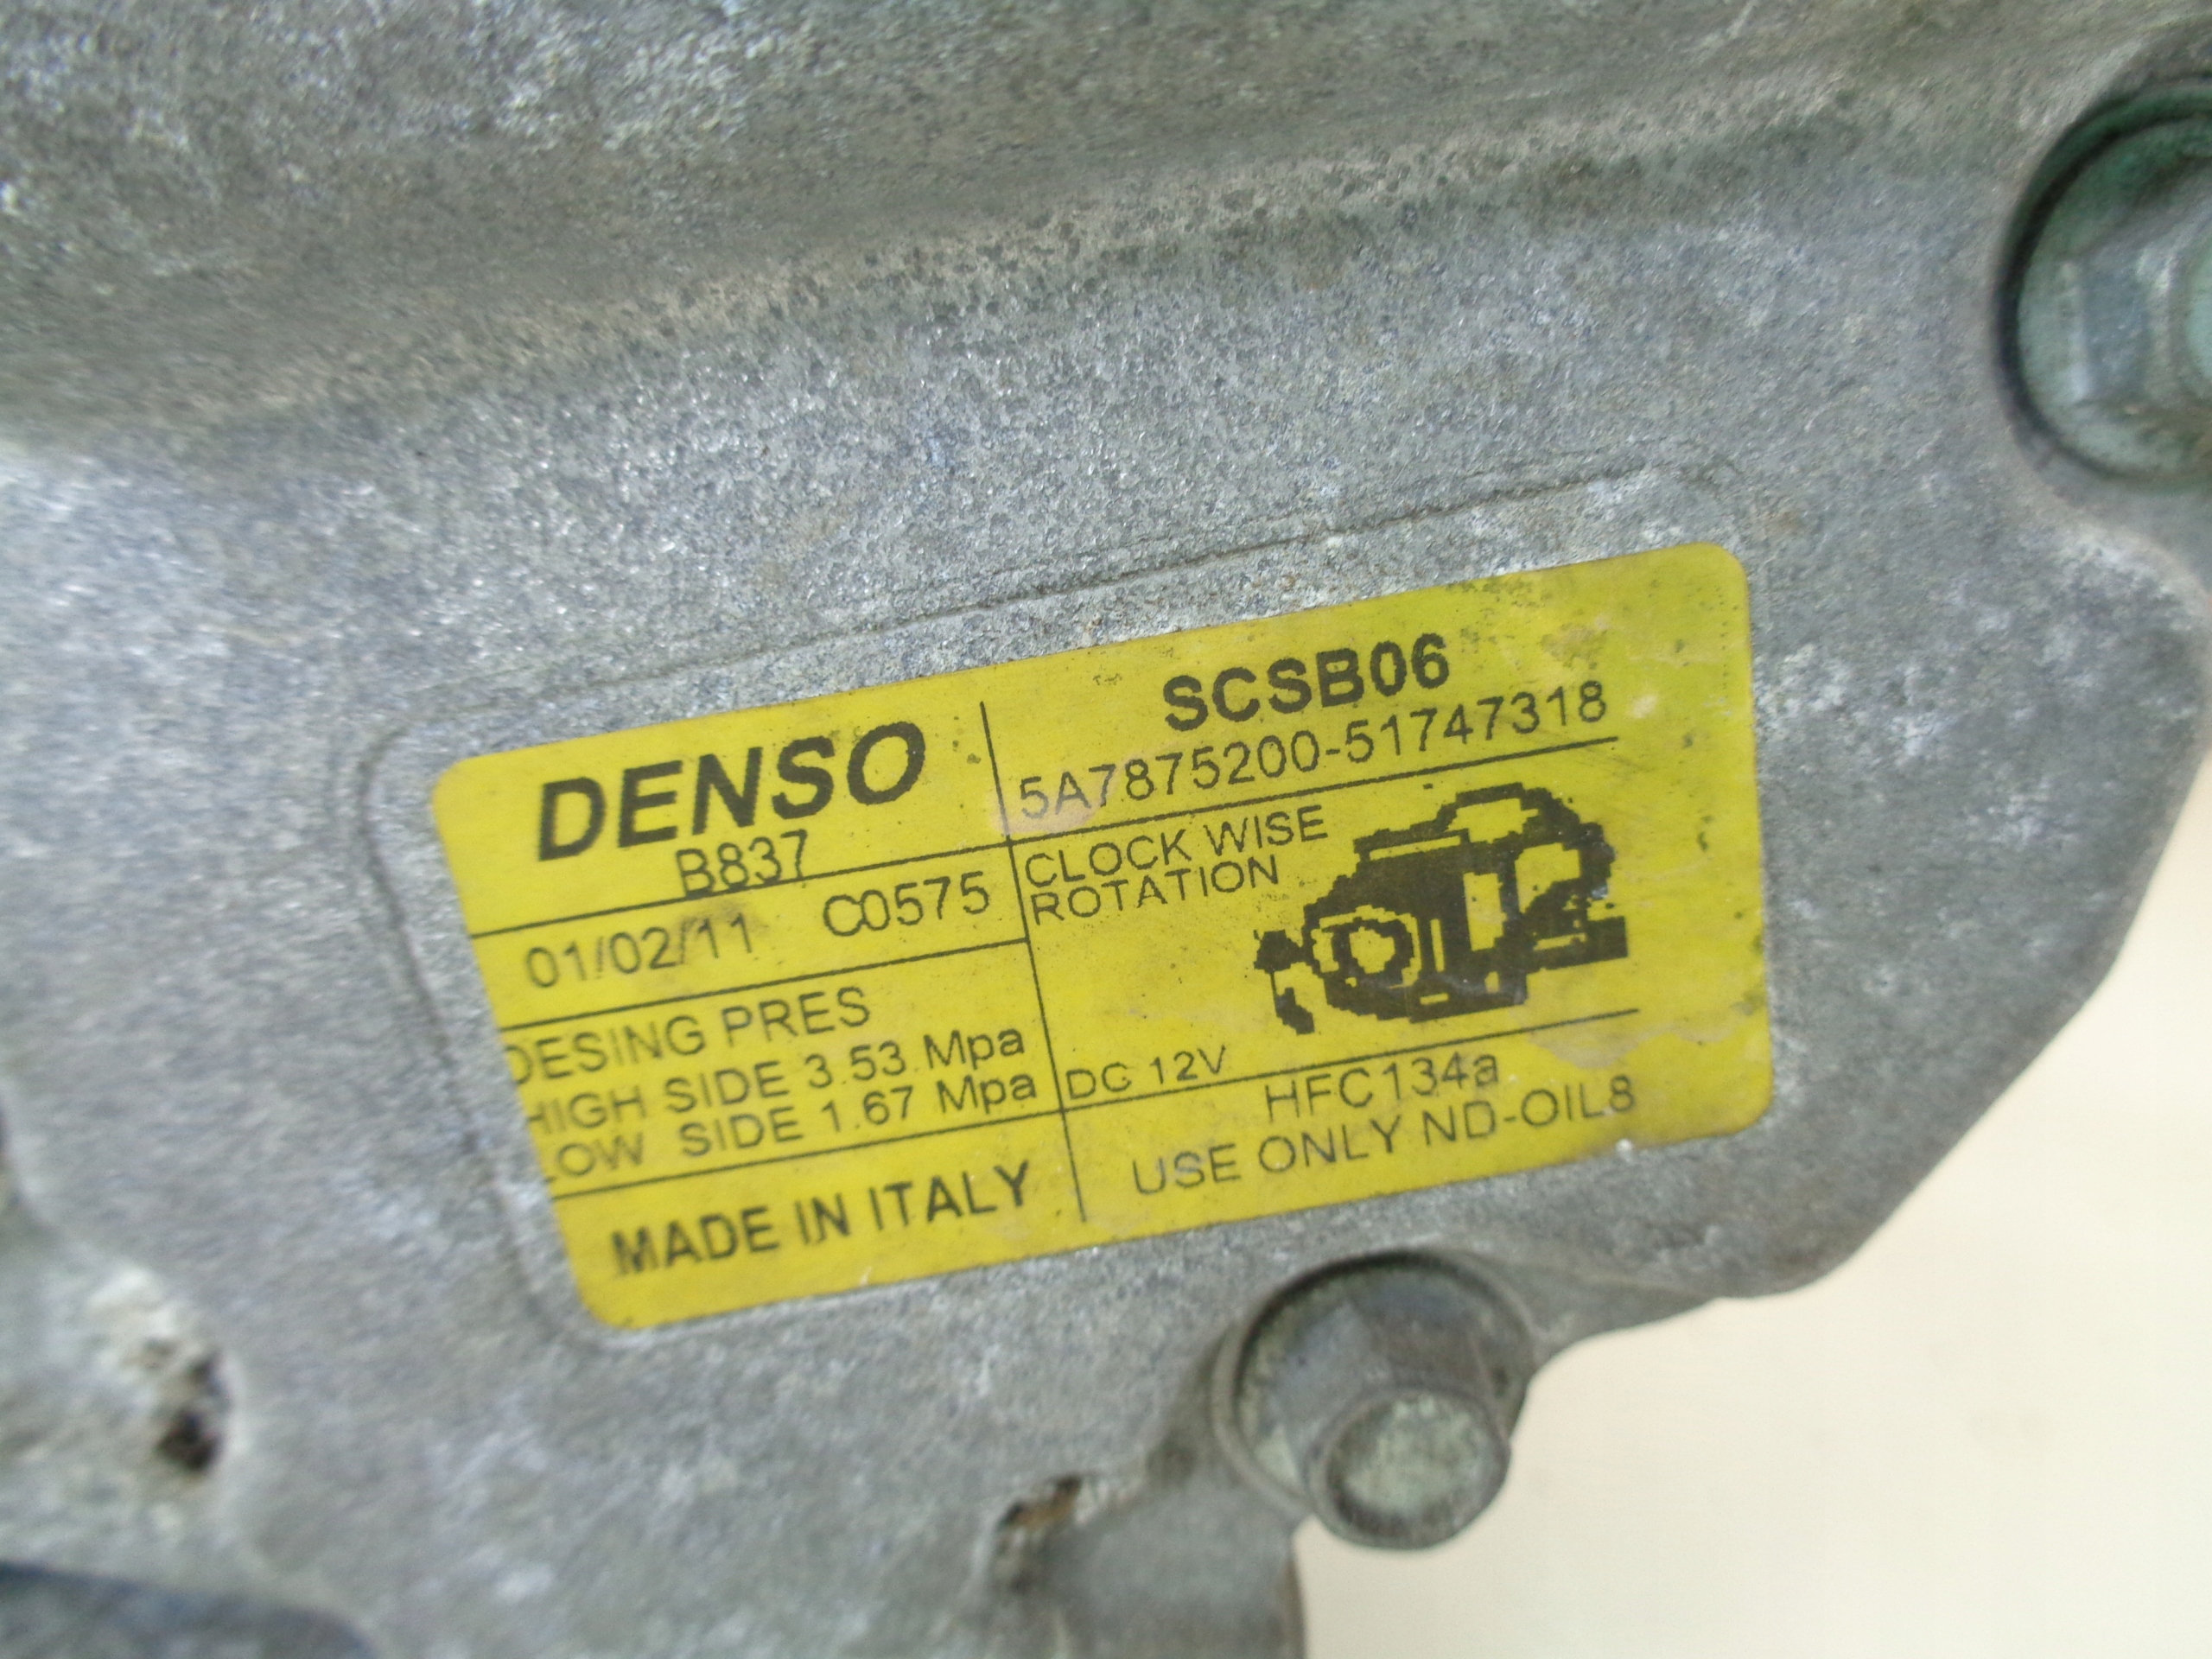 DENSO
B837
01/02/11 C0575
DESING PRES
HIGH SIDE 3.53 Mpa
LOW SIDE 1.67 Mpa
MADE IN ITALY
SCSB06
5A7875200-51747318
CLOCK WISE
ROTATION
DC 12V
HFC134a
USE ONLY ND-OIL8